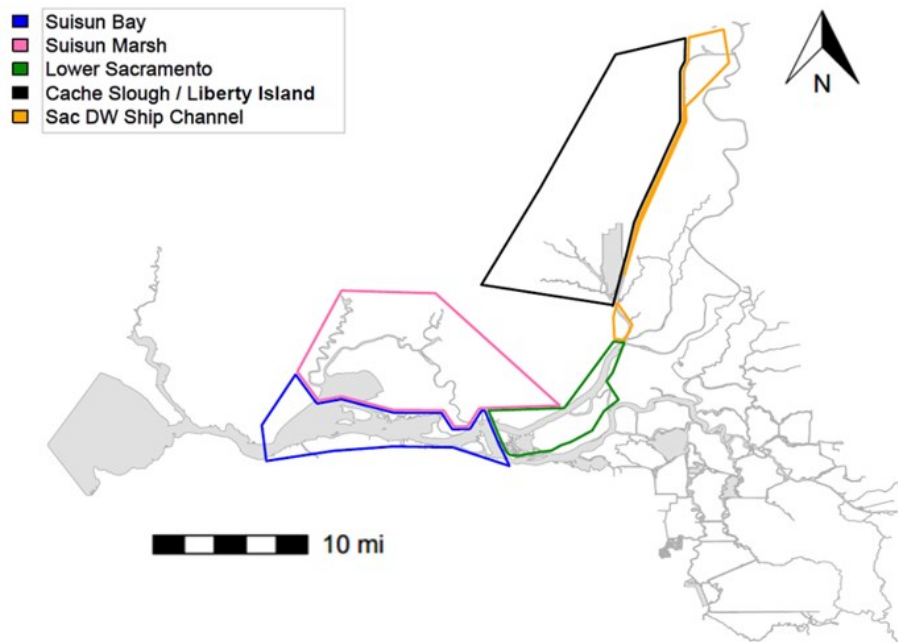 Suisun Bay
Suisun Marsh
Lower Sacramento
Cache Slough / Liberty Island
Sac DW Ship Channel
N
10 mi